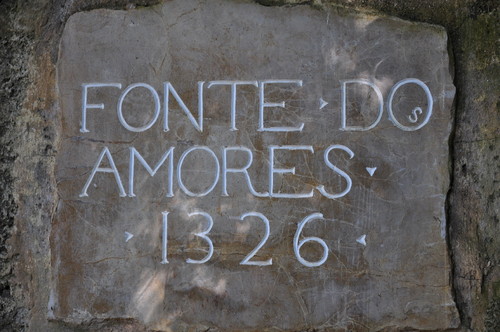 FONTE · DOS
AMORES ·
· 1326 ·